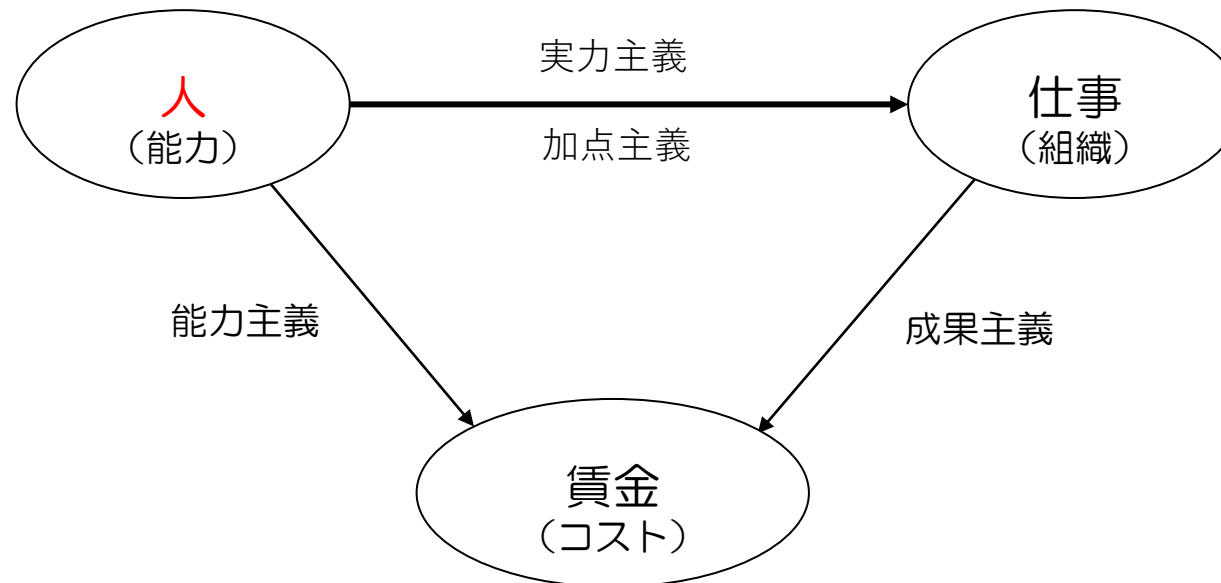 実力主義
人
（能力）
加点主義
仕事
（組織）
能力主義
成果主義
賃金
（コスト）